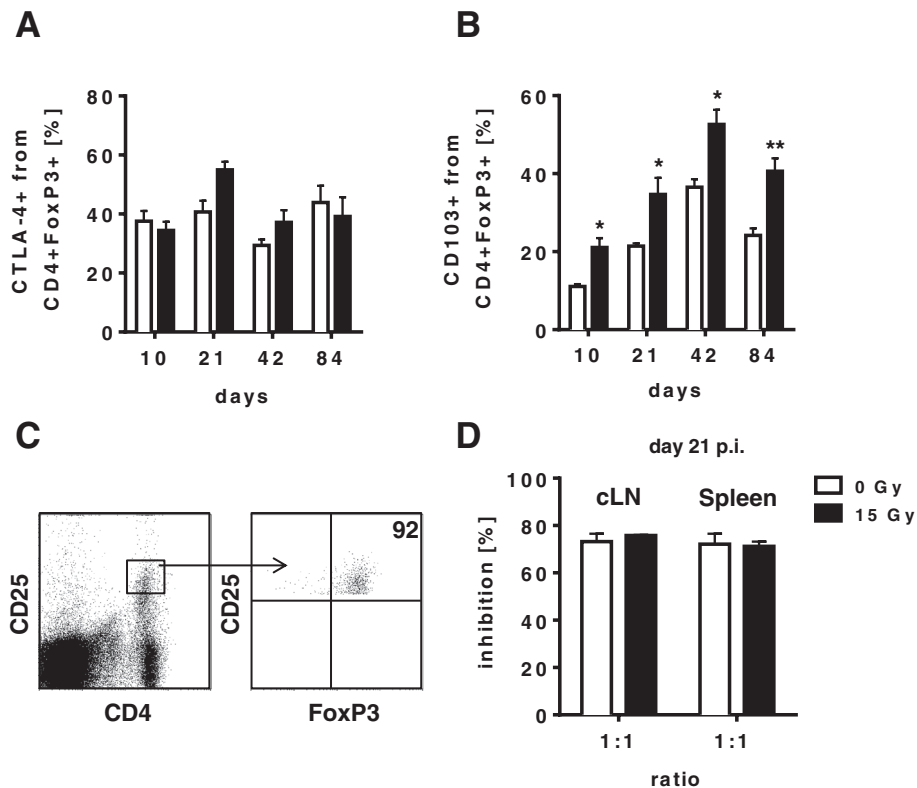 A
CTLA-4+ from
CD4+FoxP3+ [%]
80
60
40
20
0
10 21 42 84
days
B
CD103+ from
CD4+FoxP3+ [%]
60
40
20
0
*
*
*
**
10 21 42 84
days
C
CD25
CD4
CD25
92
FoxP3
D
day 21 p.i.
inhibition [%]
100
80
60
40
20
0
cLN Spleen
1:1 1:1
ratio
0 Gy
15 Gy